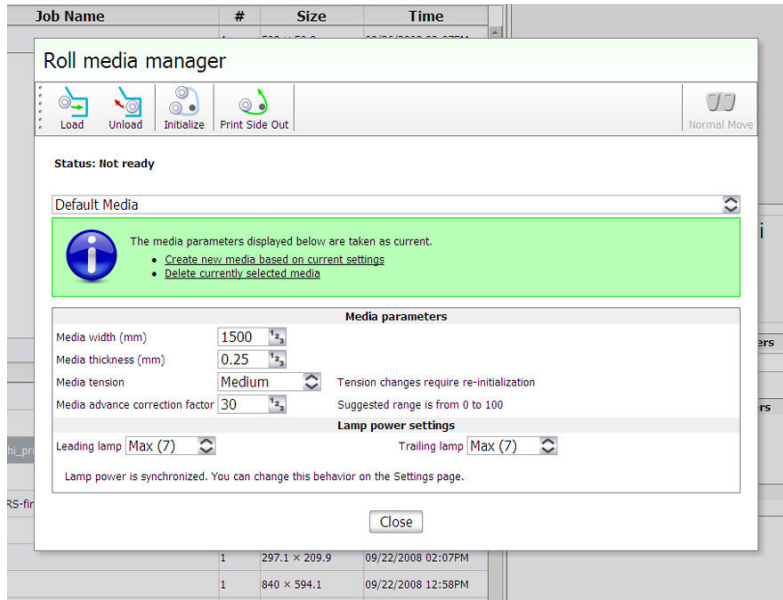 Job Name # Size Time
Roll media manager
Load Unload Initialize Print Side Out Normal Move
Status: Not ready
Default Media
The media parameters displayed below are taken as current.
Create new media based on current settings
Delete currently selected media
Media parameters
Media width (mm) 1500
Media thickness (mm) 0.25
Media tension Medium Tension changes require re-initialization
Media advance correction factor 30 Suggested range is from 0 to 100
Lamp power settings
Leading lamp Max (7) Trailing lamp Max (7)
Lamp power is synchronized. You can change this behavior on the Settings page.
Close
1 297.1 × 209.9 09/22/2008 02:07PM
1 840 × 594.1 09/22/2008 12:58PM